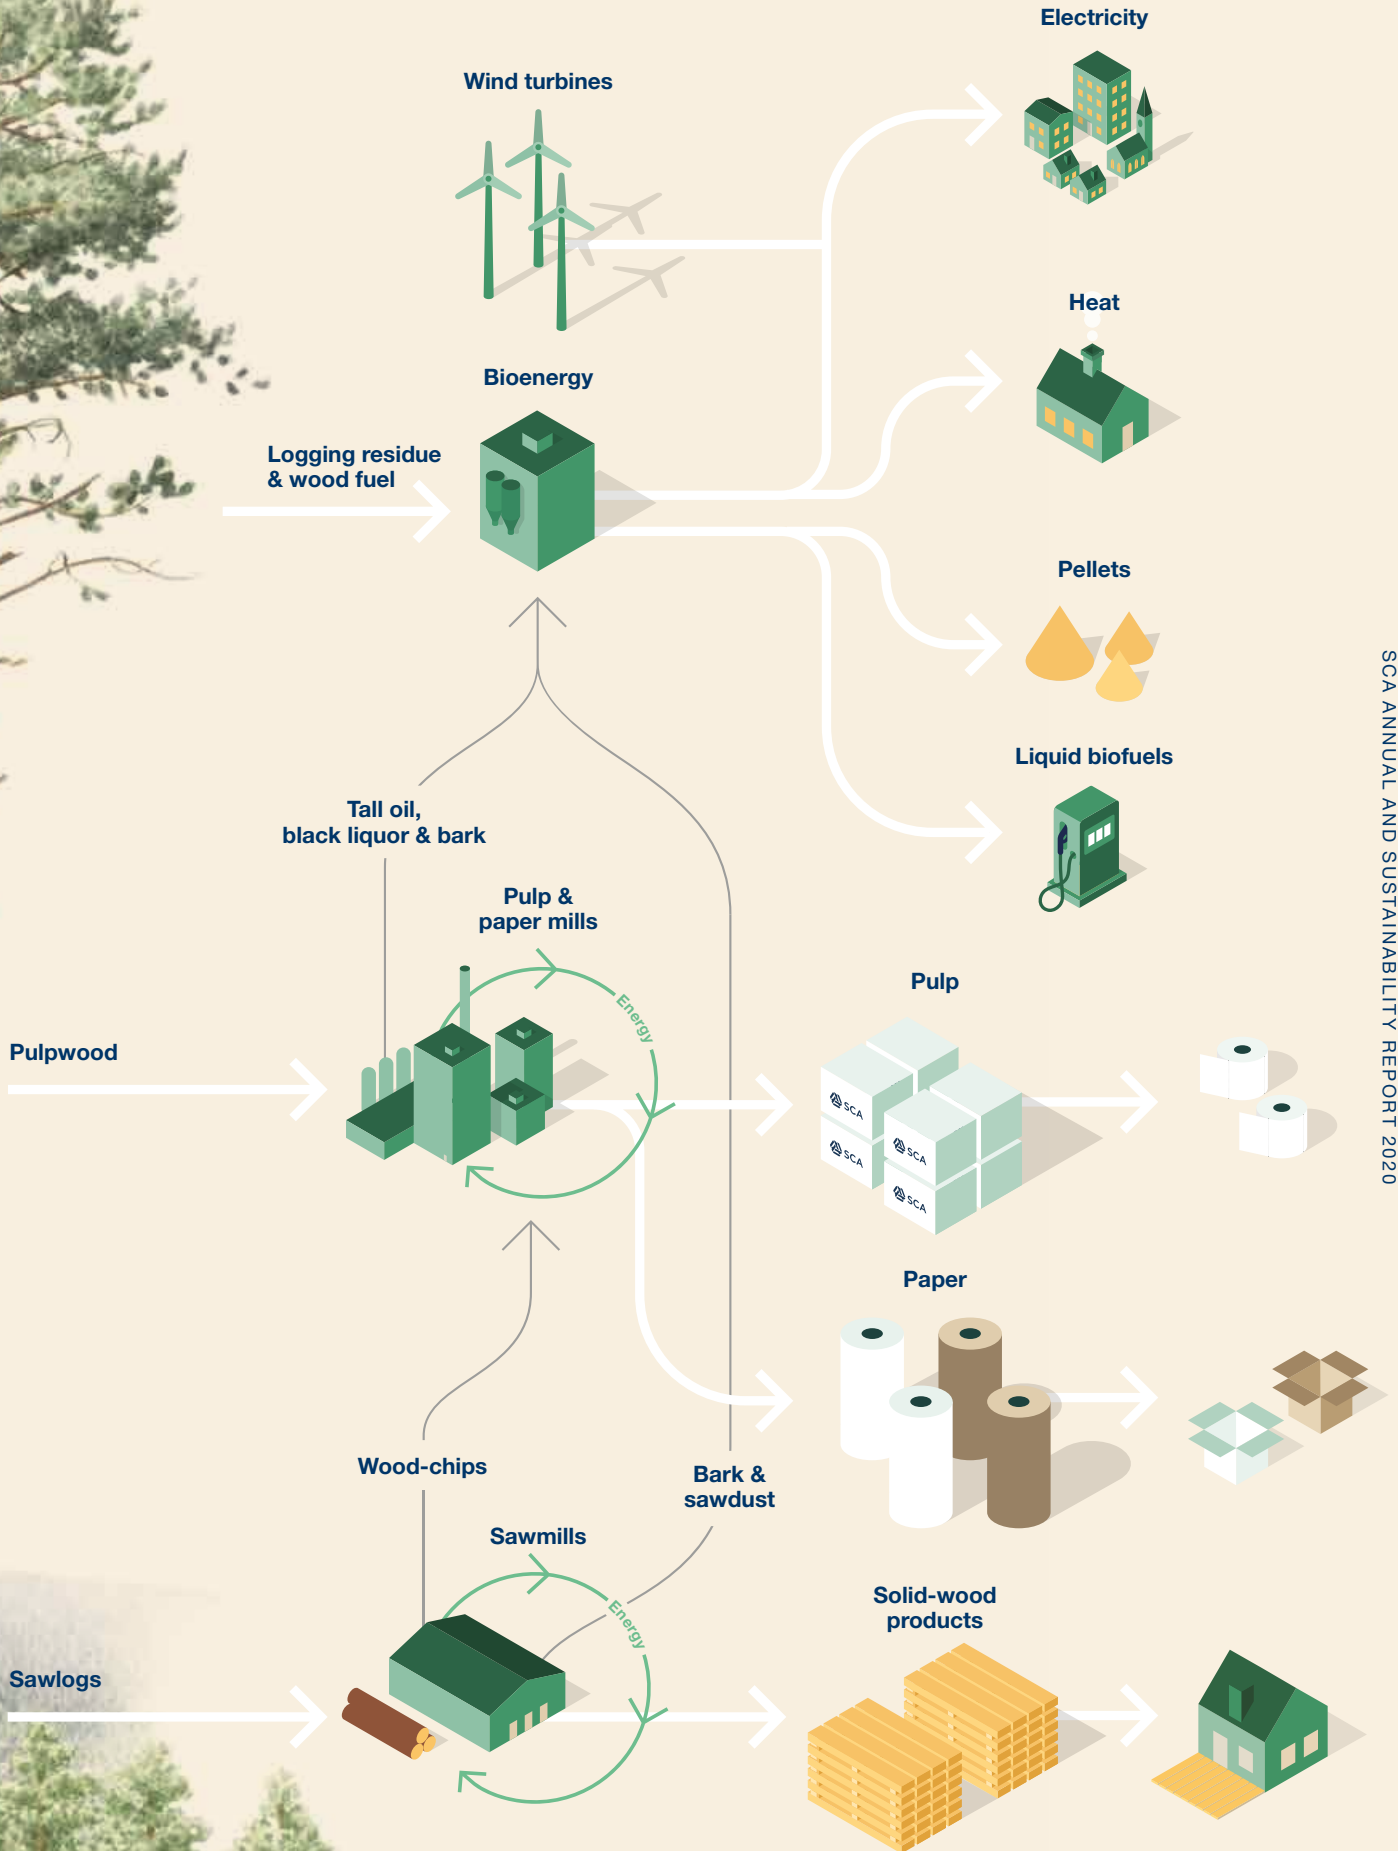 Electricity
Wind turbines
Heat
Bioenergy
Logging residue
& wood fuel
Pellets
Liquid biofuels
Tall oil,
black liquor & bark
Pulp &
paper mills
Energy
Pulp
Pulpwood
SCA
SCA
SCA
SCA
Paper
Wood-chips
Bark &
sawdust
Sawmills
Energy
Solid-wood
products
Sawlogs
SCA ANNUAL AND SUSTAINABILITY REPORT 2020